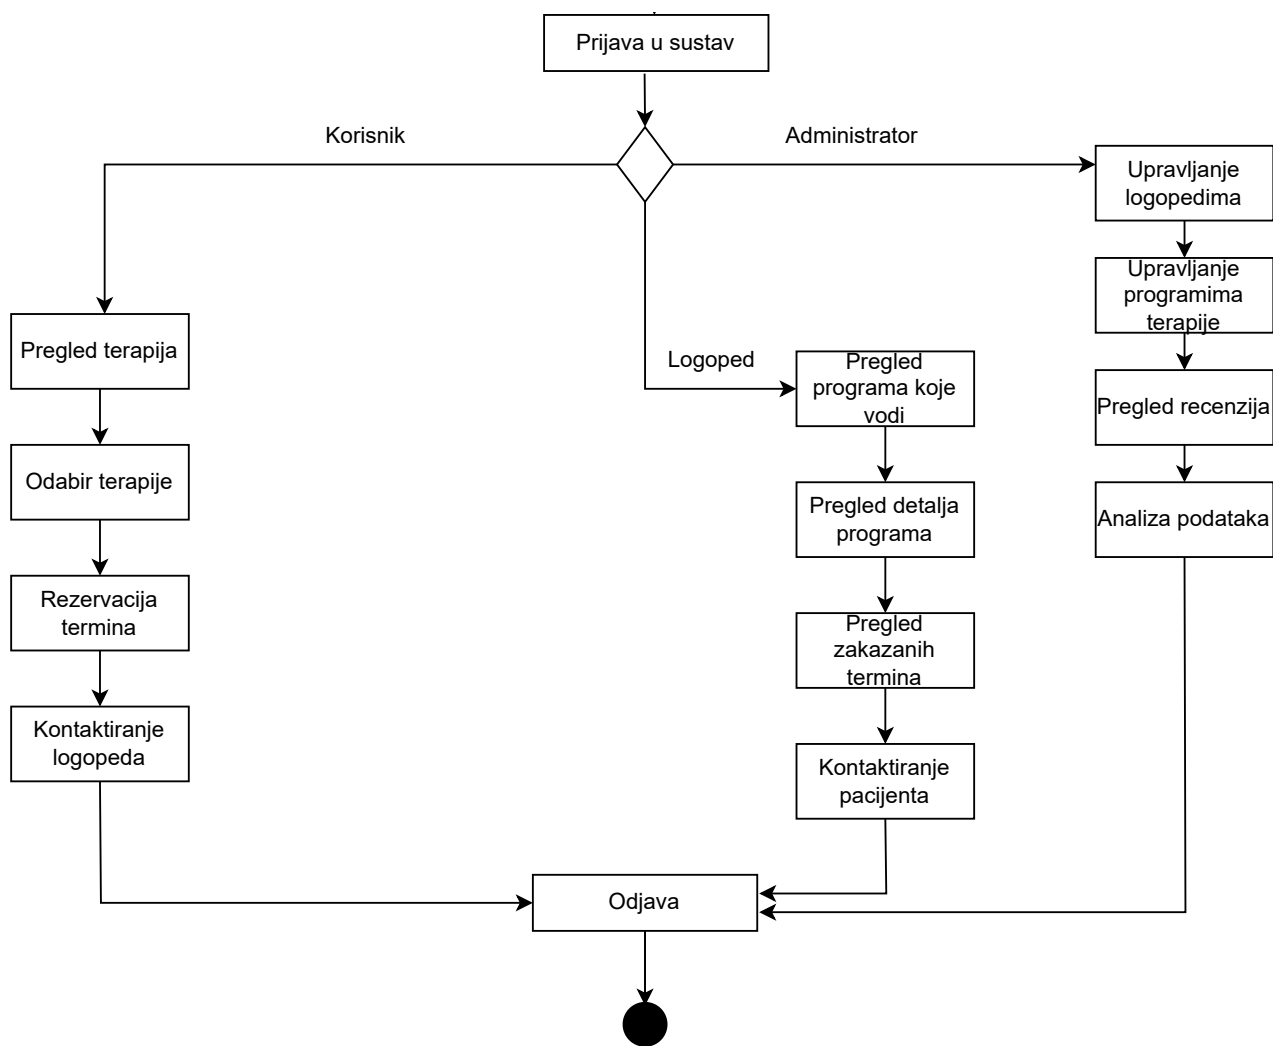 Prijava u sustav
Korisnik
Administrator
Upravljanje
logopedima
Upravljanje
programima
terapije
Pregled terapija
Logoped
Pregled
programa koje
vodi
Pregled recenzija
Odabir terapije
Pregled detalja
programa
Analiza podataka
Rezervacija
termina
Pregled
zakazanih
termina
Kontaktiranje
logopeda
Kontaktiranje
pacijenta
Odjava